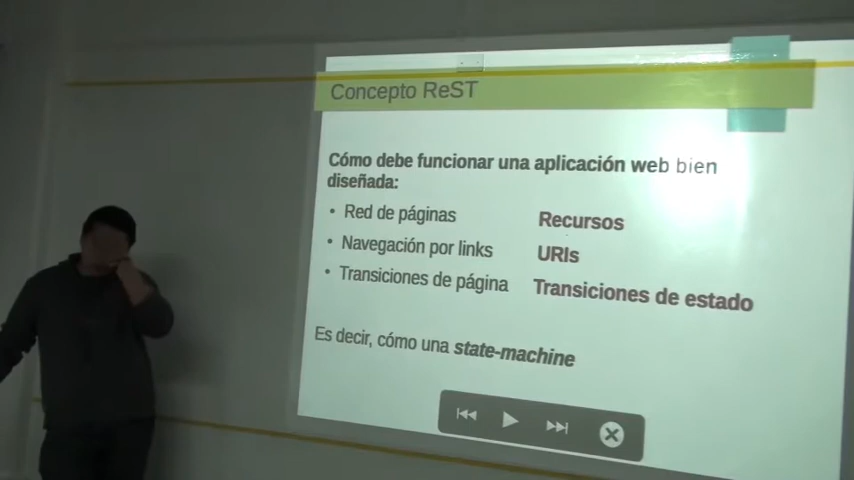 Concepto ReST
Cómo debe funcionar una aplicación web bien
diseñada:
• Red de páginas Recursos
• Navegación por links URIs
• Transiciones de página Transiciones de estado
Es decir, cómo una state-machine